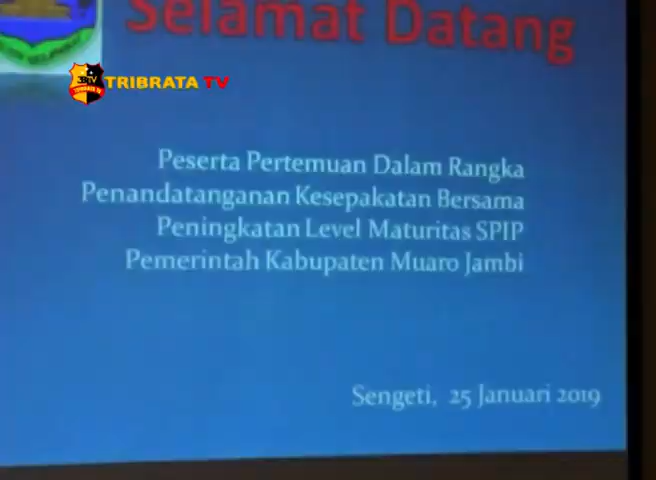 Selamat Datang
TRIBRATA TV
Peserta Pertemuan Dalam Rangka
Penandatanganan Kesepakatan Bersama
Peningkatan Level Maturitas SPIP
Pemerintah Kabupaten Muaro Jambi
Sengeti, 25 Januari 2019